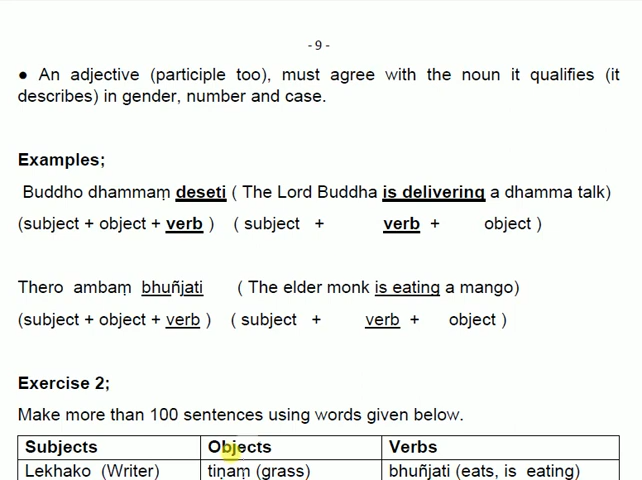 - 9 -
● An adjective (participle too), must agree with the noun it qualifies (it
describes) in gender, number and case.
Examples;
Buddho dhammaṃ deseti ( The Lord Buddha is delivering a dhamma talk)
(subject + object + verb ) ( subject + verb + object )
Thero ambaṃ bhuñjati ( The elder monk is eating a mango)
(subject + object + verb ) ( subject + verb + object )
Exercise 2;
Make more than 100 sentences using words given below.
Subjects Objects Verbs
Lekhako (Writer) tiṇaṃ (grass) bhuñjati (eats, is eating)